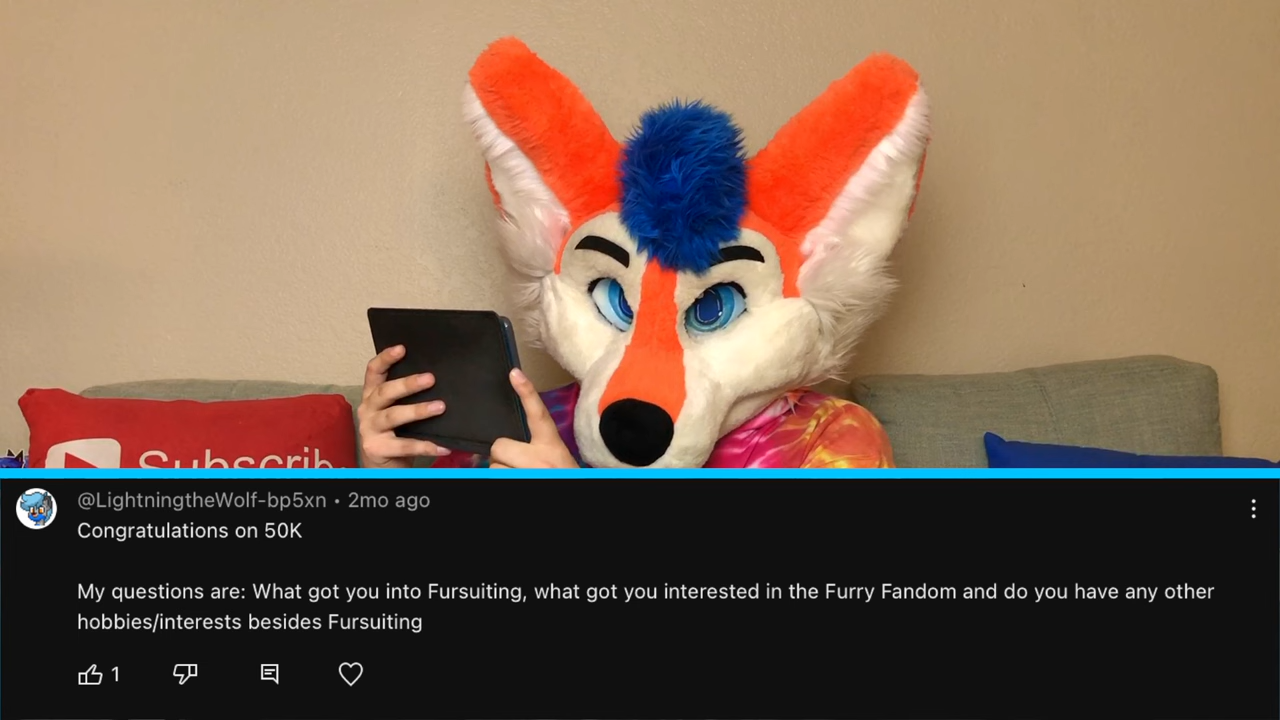 Subscrib
@LightningtheWolf-bp5xn • 2mo ago
Congratulations on 50K
My questions are: What got you into Fursuiting, what got you interested in the Furry Fandom and do you have any other
hobbies/interests besides Fursuiting
1